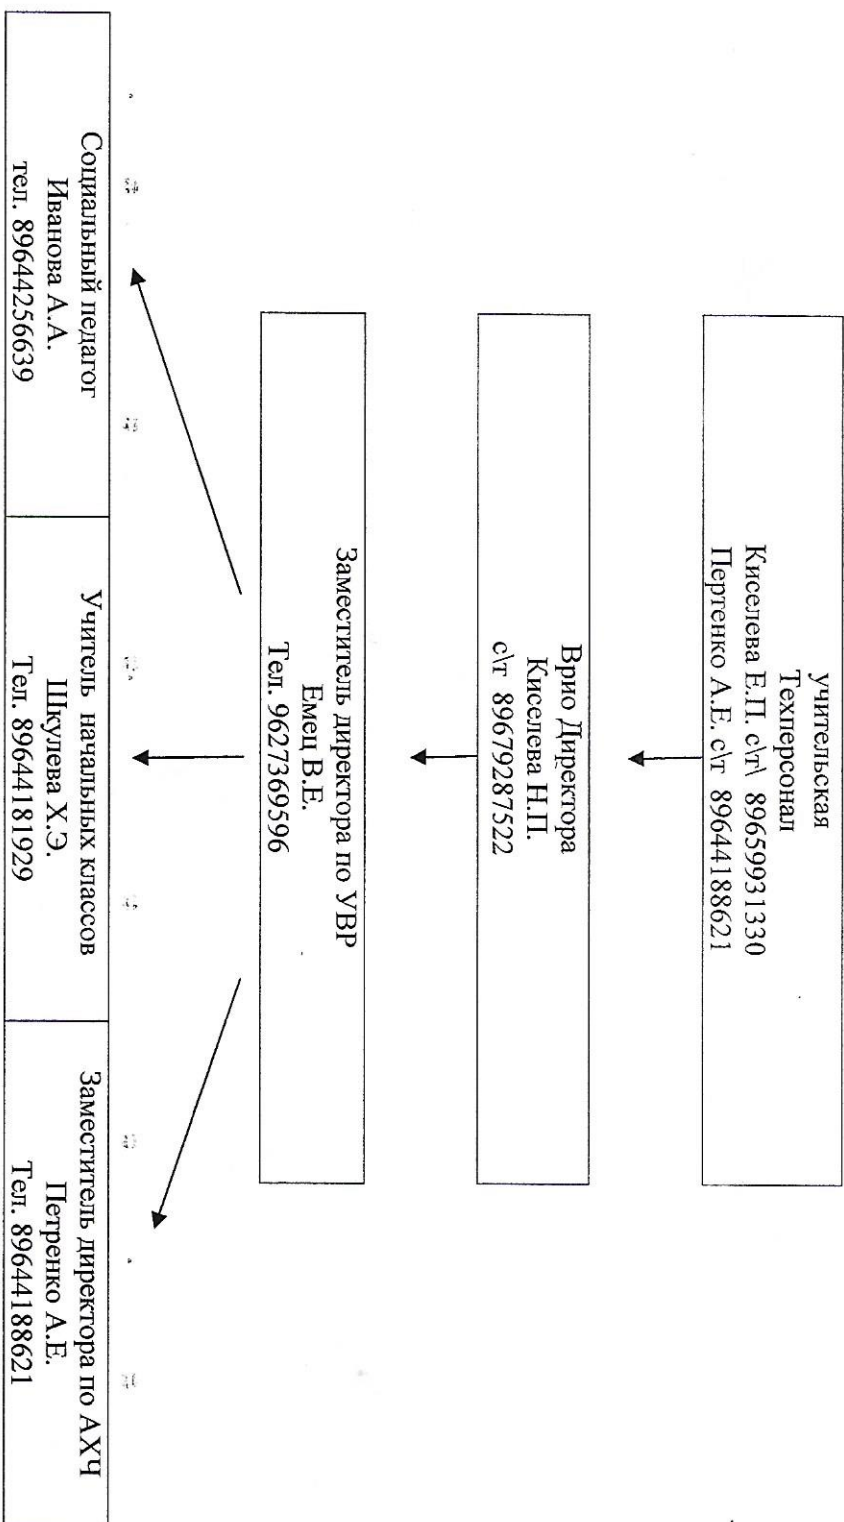 учительская
Техперсонал
Киселева Е.П. с\т\ 89659931330
Пертенко А.Е. с\т 89644188621
Врио Директора
Киселева Н.П.
с\т 89679287522
Заместитель директора по УВР
Емец В.Е.
Тел. 9627369596
Социальный педагог
Иванова А.А.
тел. 89644256639
Учитель начальных классов
Шкулева Х.Э.
Тел. 89644181929
Заместитель директора по АХЧ
Петренко А.Е.
Тел. 89644188621